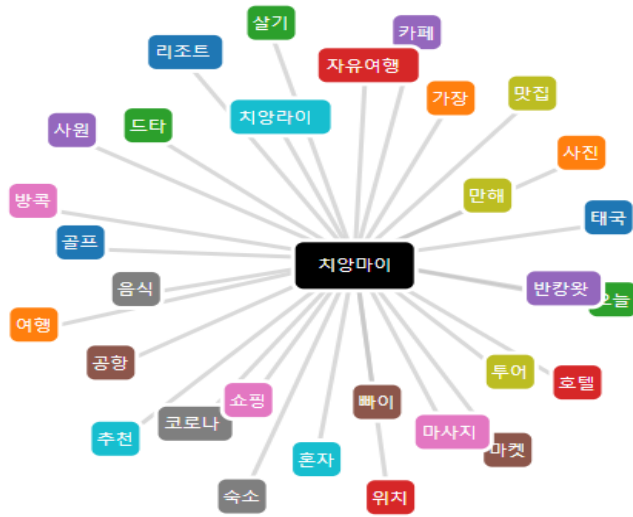 살기
카페
리조트
자유여행
가장
맛집
치앙라이
드타
사원
사진
만해
방콕
태국
골프
치앙마이
음식
반캉왓
오늘
여행
공항
투어
호텔
쇼핑
빠이
코로나
마사지
추천
혼자
마켓
숙소
위치